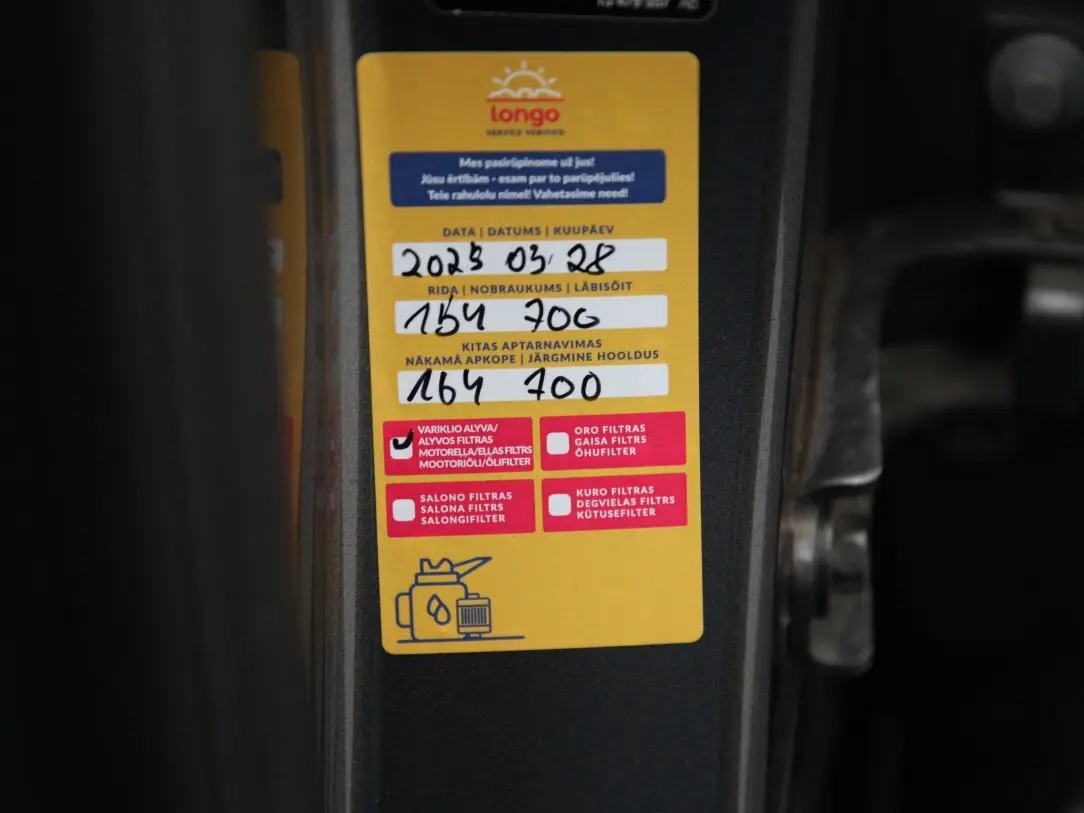 longo
SERVICE VERIFIED
Mes pasirūpinome už jus!
Jūsu ērtībām - esam par to parūpējušies!
Teie rahulolu nimel! Vahetasime need!
DATA | DATUMS | KUUPÄEV
2023 03. 28
RIDA | NOBRAUKUMS | LÄBISÕIT
154 700
KITAS APTARNAVIMAS
NĀKAMĀ APKOPE | JÄRGMINE HOOLDUS
164 700
VARIKLIO ALYVA/
ALYVOS FILTRAS
MOTOREĻĻA/EĻĻAS FILTRS
MOOTORIÕLI/ÕLIFILTER
ORO FILTRAS
GAISA FILTRS
ÕHUFILTER
SALONO FILTRAS
SALONA FILTRS
SALONGIFILTER
KURO FILTRAS
DEGVIELAS FILTRS
KÜTUSEFILTER